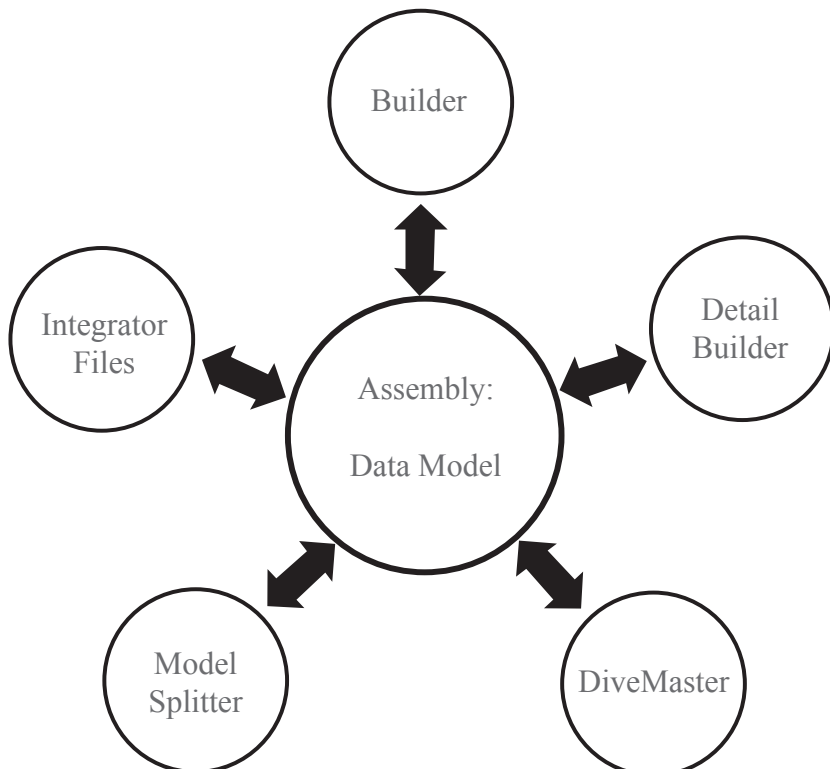 Builder
Integrator
Files
Detail
Builder
Assembly:
Data Model
Model
Splitter
DiveMaster